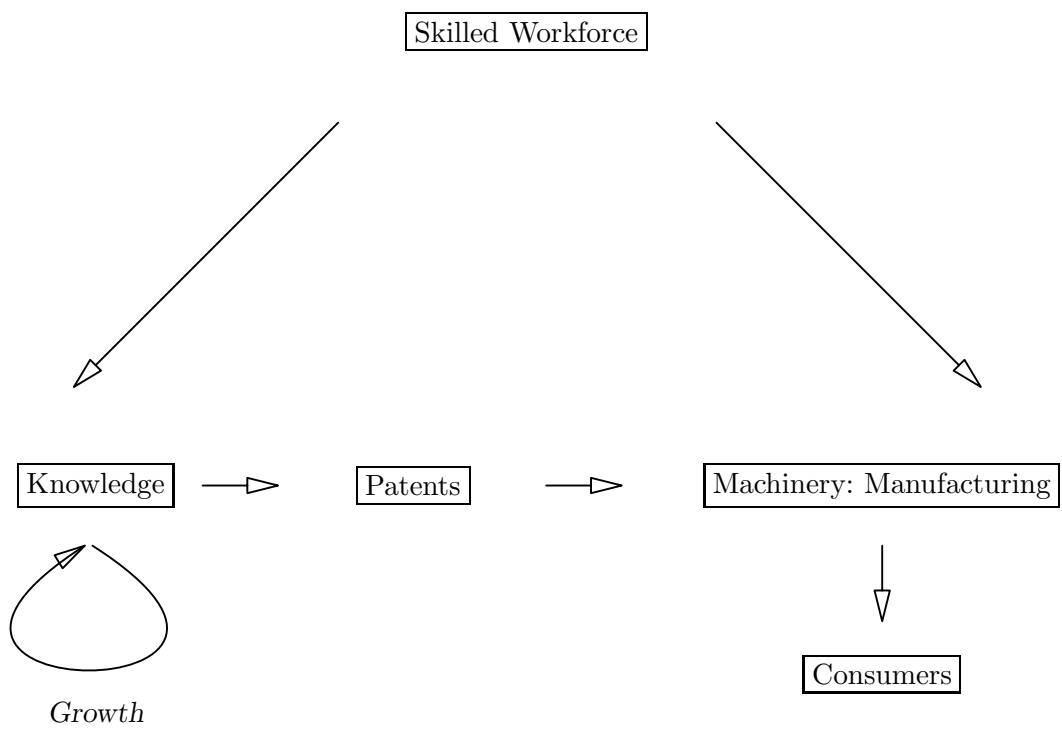 Skilled Workforce
Knowledge
Patents
Machinery: Manufacturing
Consumers
Growth